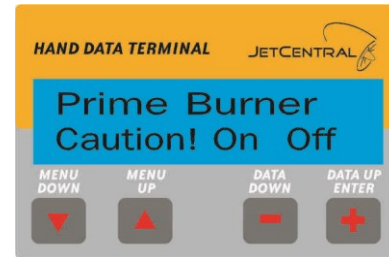 HAND DATA TERMINAL JETCENTRAL
Prime Burner
Caution! On Off
MENU DOWN MENU UP DATA DOWN DATA UP ENTER